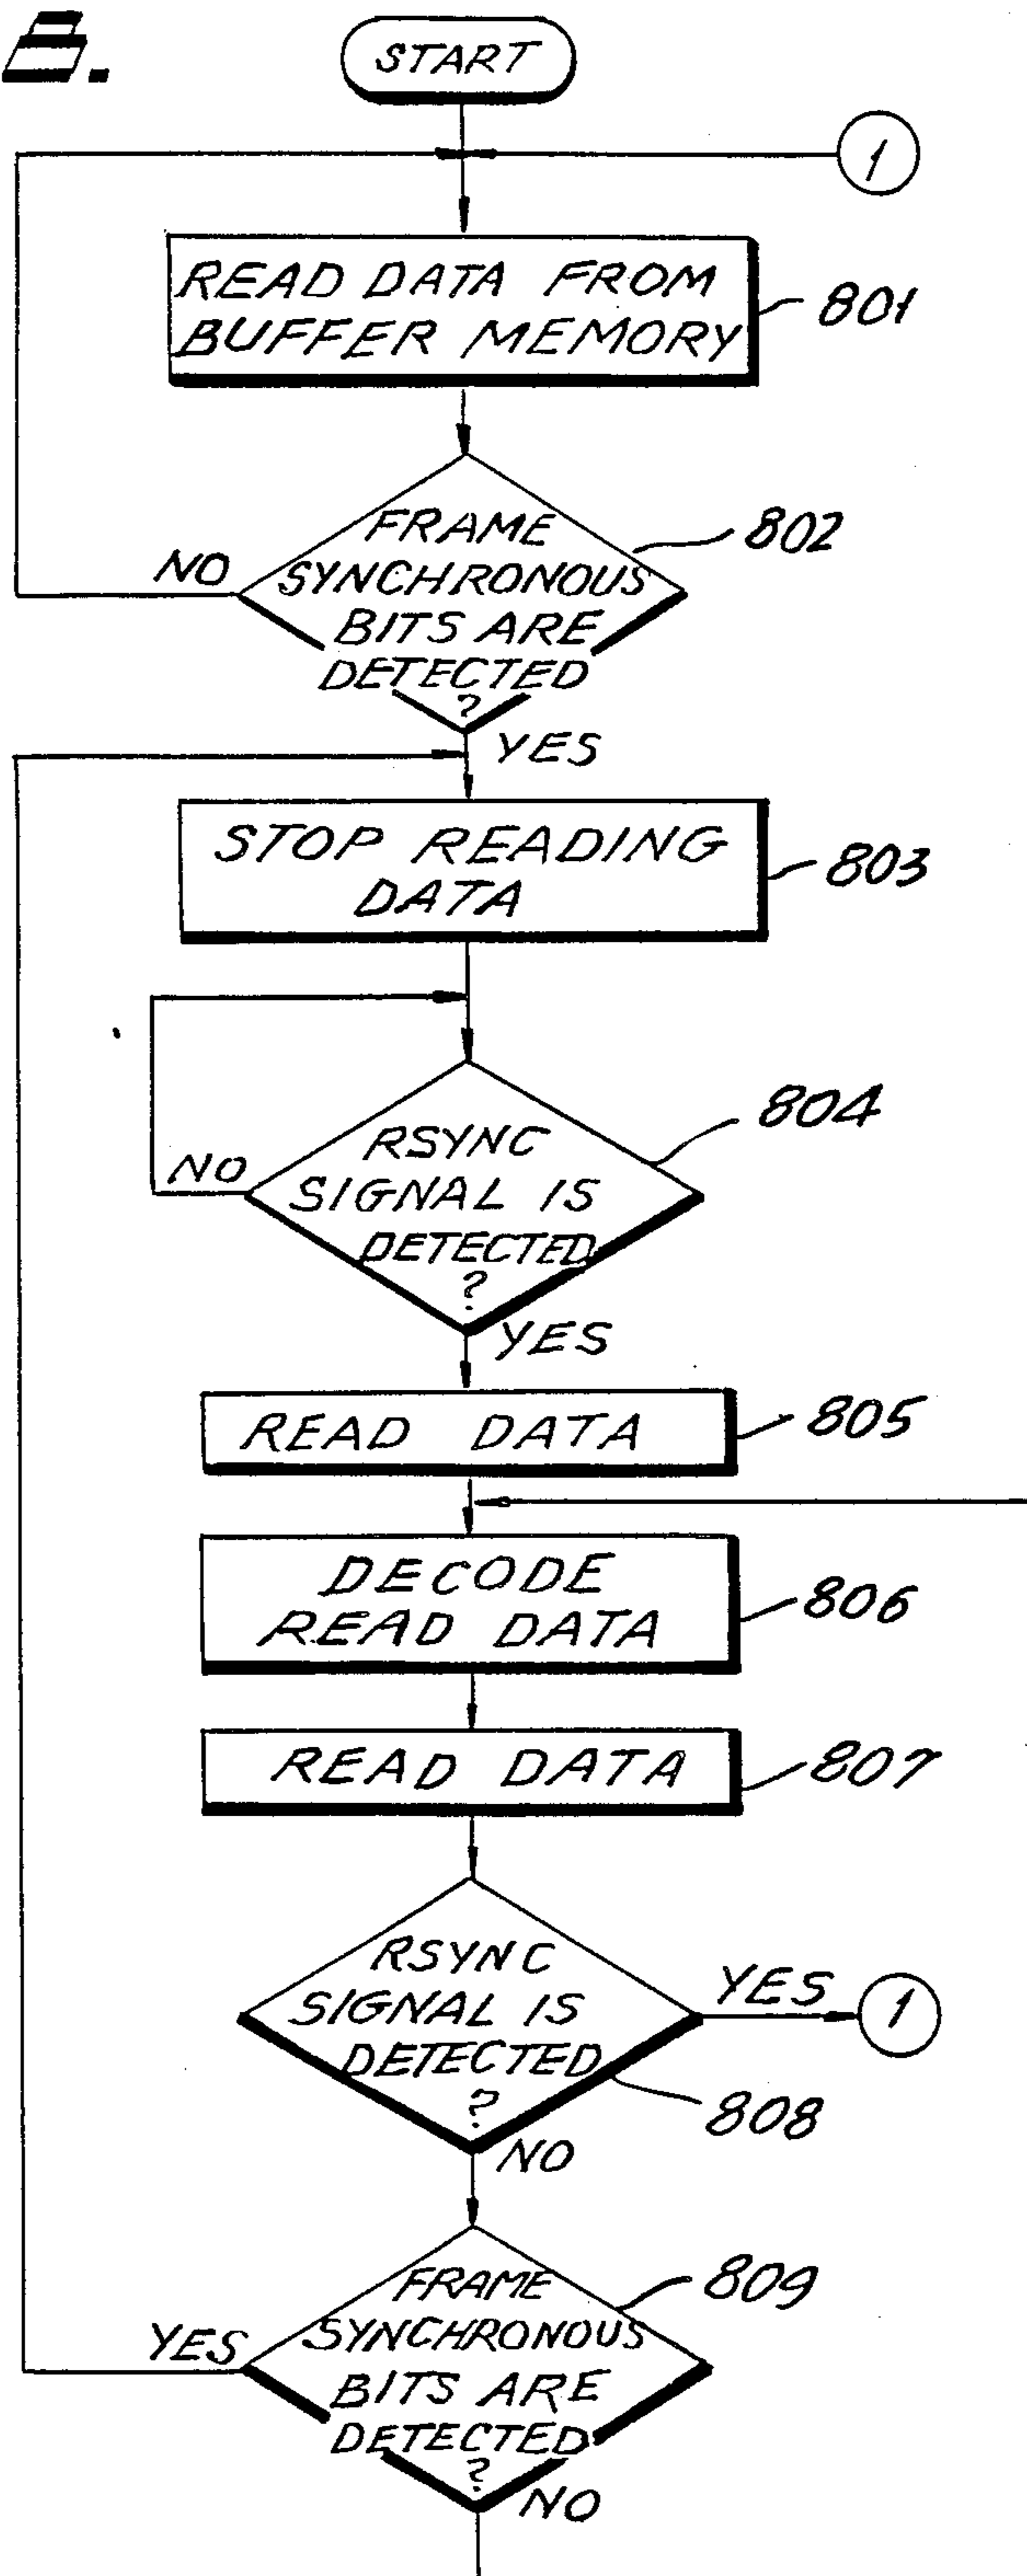 8.
START
1
READ DATA FROM
BUFFER MEMORY
801
FRAME
SYNCHRONOUS
BITS ARE
DETECTED
?
802
NO
YES
STOP READING
DATA
803
RSYNC
SIGNAL IS
DETECTED
?
804
NO
YES
READ DATA
805
DECODE
READ DATA
806
READ DATA
807
RSYNC
SIGNAL IS
DETECTED
?
YES
1
808
NO
FRAME
SYNCHRONOUS
BITS ARE
DETECTED
?
809
YES
NO